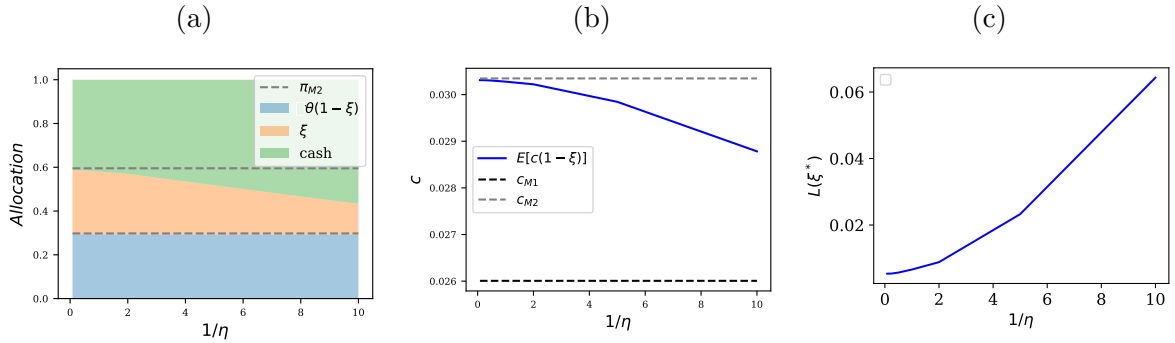 (a)
1.0
0.8
0.6
0.4
0.2
0.0
Allocation
0 2 4 6 8 10
1/η
π_{M2}
θ(1−ξ)
ξ
cash
(b)
0.030
0.029
0.028
0.027
0.026
c
0 2 4 6 8 10
1/η
E[c(1−ξ)]
c_{M1}
c_{M2}
(c)
0.06
0.04
0.02
L(ξ*)
0 2 4 6 8 10
1/η